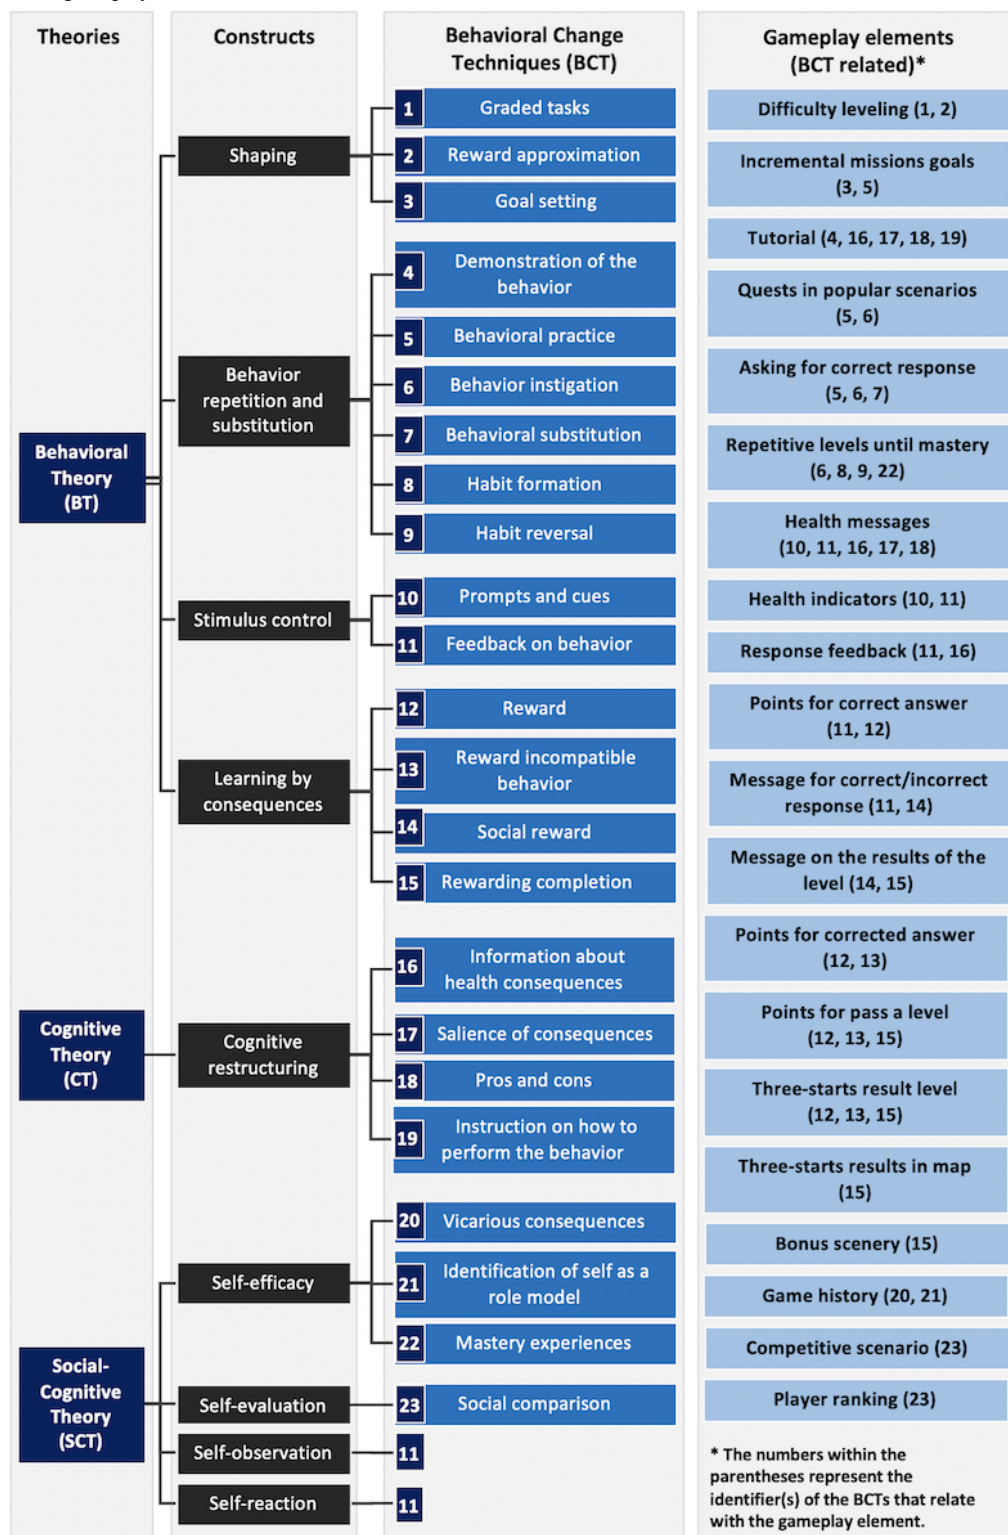 Theories
Constructs
Behavioral Change
Techniques (BCT)
Gameplay elements
(BCT related)*
Behavioral
Theory
(BT)
Shaping
1 Graded tasks
2 Reward approximation
3 Goal setting
Behavior
repetition and
substitution
4 Demonstration of the
behavior
5 Behavioral practice
6 Behavior instigation
7 Behavioral substitution
8 Habit formation
9 Habit reversal
Stimulus control
10 Prompts and cues
11 Feedback on behavior
Learning by
consequences
12 Reward
13 Reward incompatible
behavior
14 Social reward
15 Rewarding completion
Cognitive
Theory
(CT)
Cognitive
restructuring
16 Information about
health consequences
17 Salience of consequences
18 Pros and cons
19 Instruction on how to
perform the behavior
Social-
Cognitive
Theory
(SCT)
Self-efficacy
20 Vicarious consequences
21 Identification of self as a
role model
22 Mastery experiences
Self-evaluation
23 Social comparison
Self-observation
11
Self-reaction
11
Difficulty leveling (1, 2)
Incremental missions goals
(3, 5)
Tutorial (4, 16, 17, 18, 19)
Quests in popular scenarios
(5, 6)
Asking for correct response
(5, 6, 7)
Repetitive levels until mastery
(6, 8, 9, 22)
Health messages
(10, 11, 16, 17, 18)
Health indicators (10, 11)
Response feedback (11, 16)
Points for correct answer
(11, 12)
Message for correct/incorrect
response (11, 14)
Message on the results of the
level (14, 15)
Points for corrected answer
(12, 13)
Points for pass a level
(12, 13, 15)
Three-starts result level
(12, 13, 15)
Three-starts results in map
(15)
Bonus scenery (15)
Game history (20, 21)
Competitive scenario (23)
Player ranking (23)
* The numbers within the
parentheses represent the
identifier(s) of the BCTs that relate
with the gameplay element.